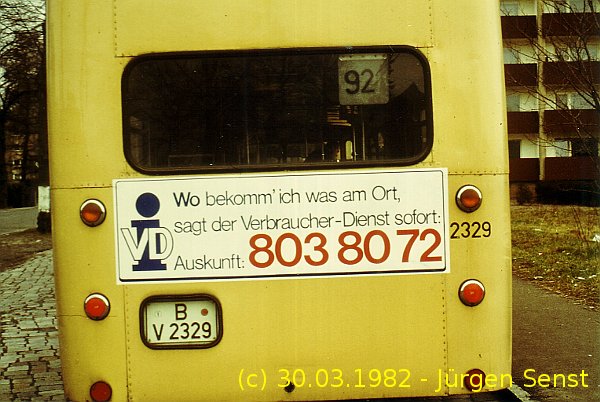 92
Wo bekomm' ich was am Ort,
sagt der Verbraucher-Dienst sofort:
VD
Auskunft: 803 80 72
2329
B
V 2329
(c) 30.03.1982 - Jürgen Senst